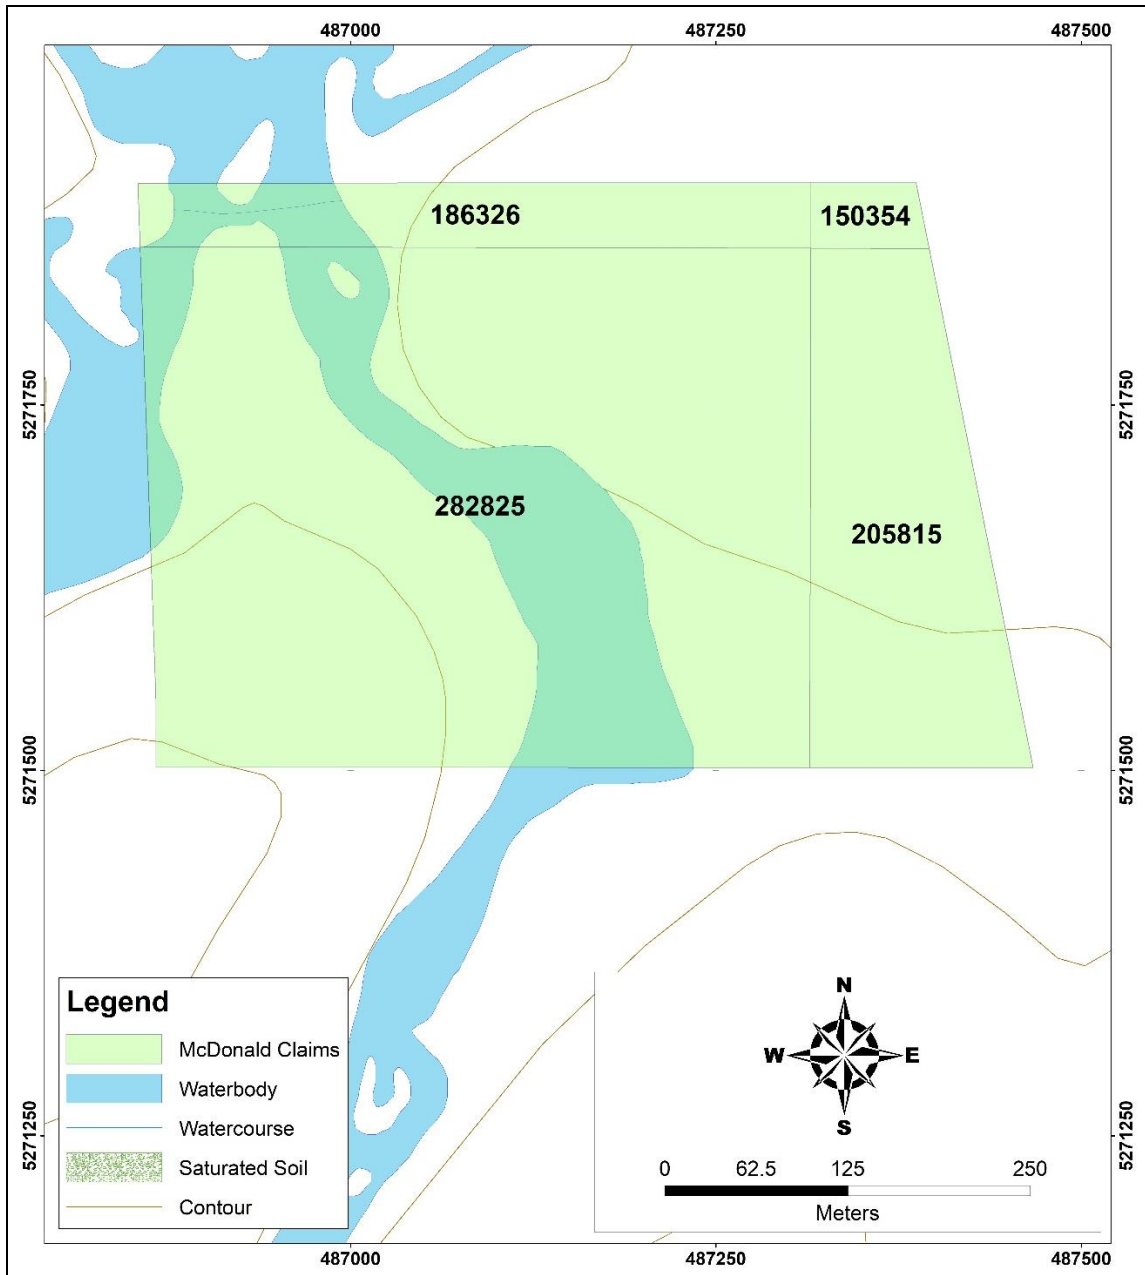 487000 487250 487500
186326 150354
5271750 5271750
282825
205815
5271500 5271500
Legend
McDonald Claims
Waterbody
Watercourse
Saturated Soil
Contour
N
W E
S
5271250 5271250
0 62.5 125 250
Meters
487000 487250 487500